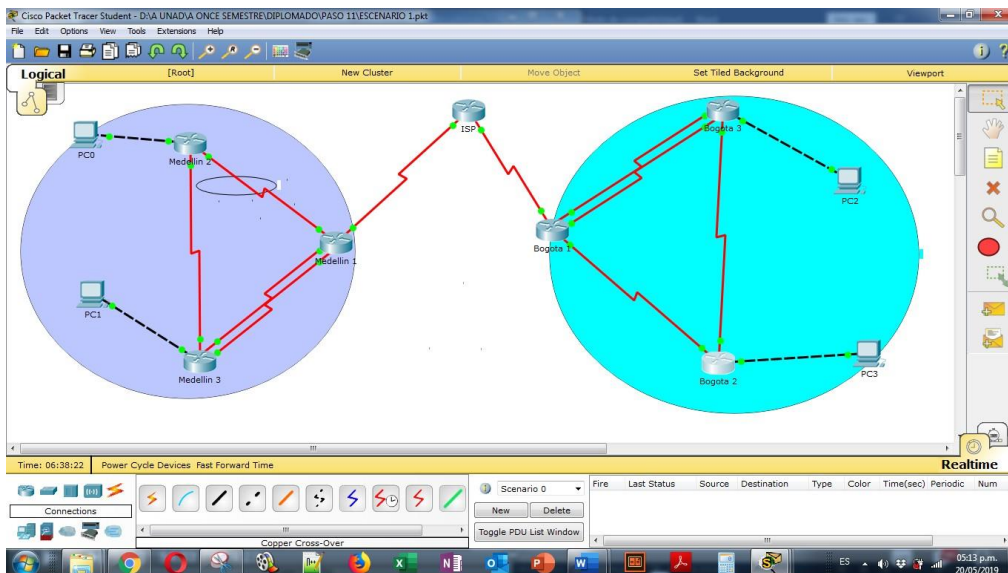 Cisco Packet Tracer Student - D:\A UNAD\A ONCE SEMESTRE\DIPLOMADO\PASO 11\ESCENARIO 1.pkt
File Edit Options View Tools Extensions Help
Logical [Root] New Cluster Move Object Set Tiled Background Viewport
ISP
Bogota 3
PC0
Medellin 2
PC2
Bogota 1
Medellin 1
PC1
Medellin 3
Bogota 2
PC3
Time: 06:38:22 Power Cycle Devices Fast Forward Time Realtime
Scenario 0 Fire Last Status Source Destination Type Color Time(sec) Periodic Num
Connections
New Delete
Toggle PDU List Window
Copper Cross-Over
ES 05:13 p.m.
20/05/2019